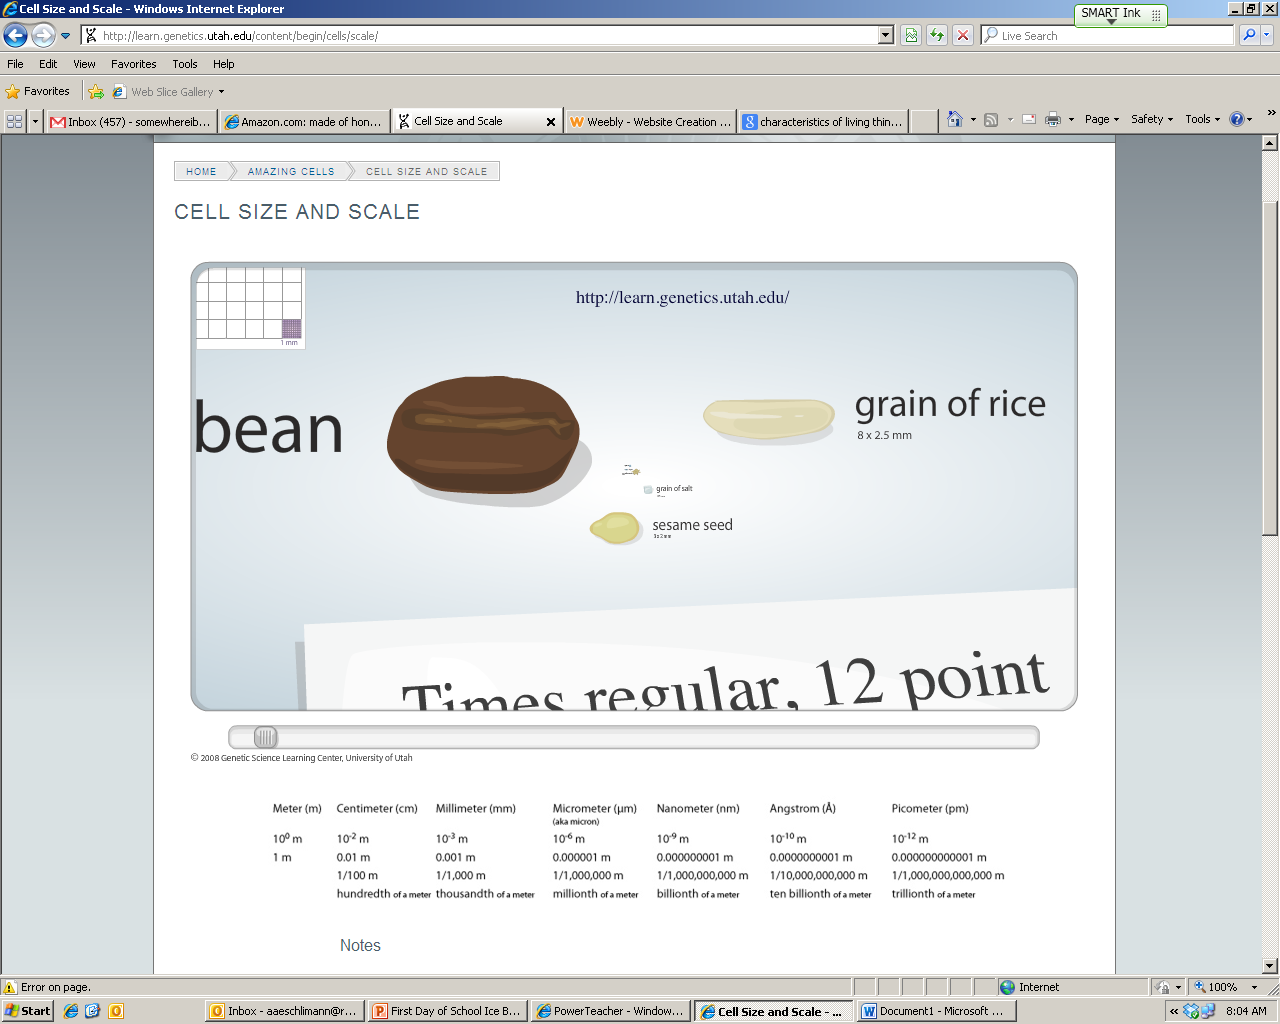 Cell Size and Scale - Windows Internet Explorer
SMART Ink
http://learn.genetics.utah.edu/content/begin/cells/scale/
Live Search
File Edit View Favorites Tools Help
Favorites Web Slice Gallery
Inbox (457) - somewhereib... Amazon.com: made of hon... Cell Size and Scale Weebly - Website Creation ... characteristics of living thin... Page Safety Tools »
HOME AMAZING CELLS CELL SIZE AND SCALE
CELL SIZE AND SCALE
http://learn.genetics.utah.edu/
1 mm
bean
grain of rice
8 x 2.5 mm
grain of salt
sesame seed
3 x 2 mm
Times regular, 12 point
© 2008 Genetic Science Learning Center, University of Utah
Meter (m) Centimeter (cm) Millimeter (mm) Micrometer (μm) Nanometer (nm) Angstrom (Å) Picometer (pm)
(aka micron)
10⁰ m 10⁻² m 10⁻³ m 10⁻⁶ m 10⁻⁹ m 10⁻¹⁰ m 10⁻¹² m
1 m 0.01 m 0.001 m 0.000001 m 0.000000001 m 0.0000000001 m 0.000000000001 m
1/100 m 1/1,000 m 1/1,000,000 m 1/1,000,000,000 m 1/10,000,000,000 m 1/1,000,000,000,000 m
hundredth of a meter thousandth of a meter millionth of a meter billionth of a meter ten billionth of a meter trillionth of a meter
Notes
Error on page. Internet 100%
Start Inbox - aaeschlimann@r... First Day of School Ice B... PowerTeacher - Window... Cell Size and Scale - ... Document1 - Microsoft ... « 8:04 AM